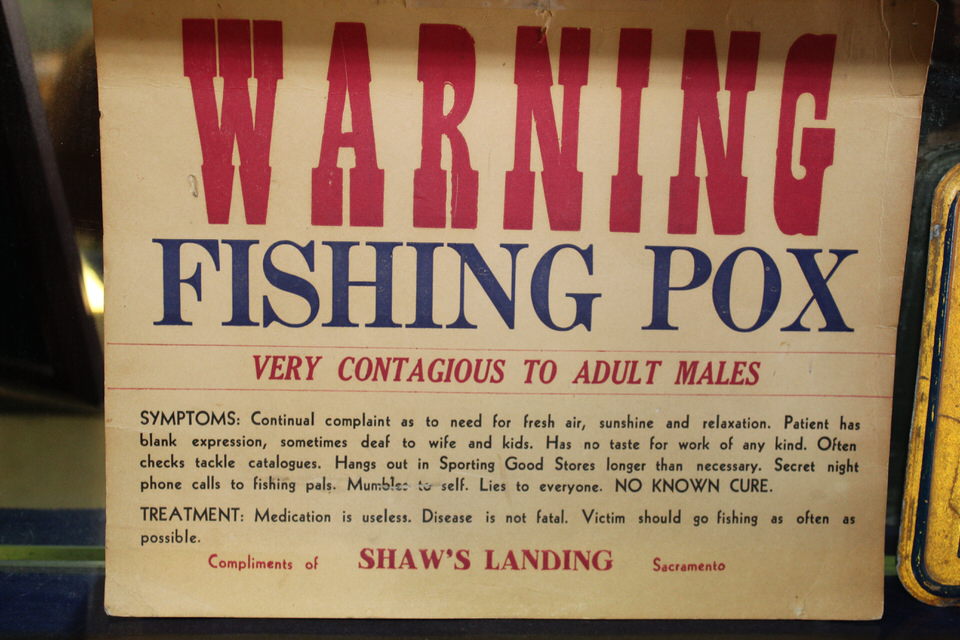 WARNING
FISHING POX
VERY CONTAGIOUS TO ADULT MALES
SYMPTOMS: Continual complaint as to need for fresh air, sunshine and relaxation. Patient has
blank expression, sometimes deaf to wife and kids. Has no taste for work of any kind. Often
checks tackle catalogues. Hangs out in Sporting Good Stores longer than necessary. Secret night
phone calls to fishing pals. Mumbles to self. Lies to everyone. NO KNOWN CURE.
TREATMENT: Medication is useless. Disease is not fatal. Victim should go fishing as often as
possible.
Compliments of SHAW'S LANDING Sacramento